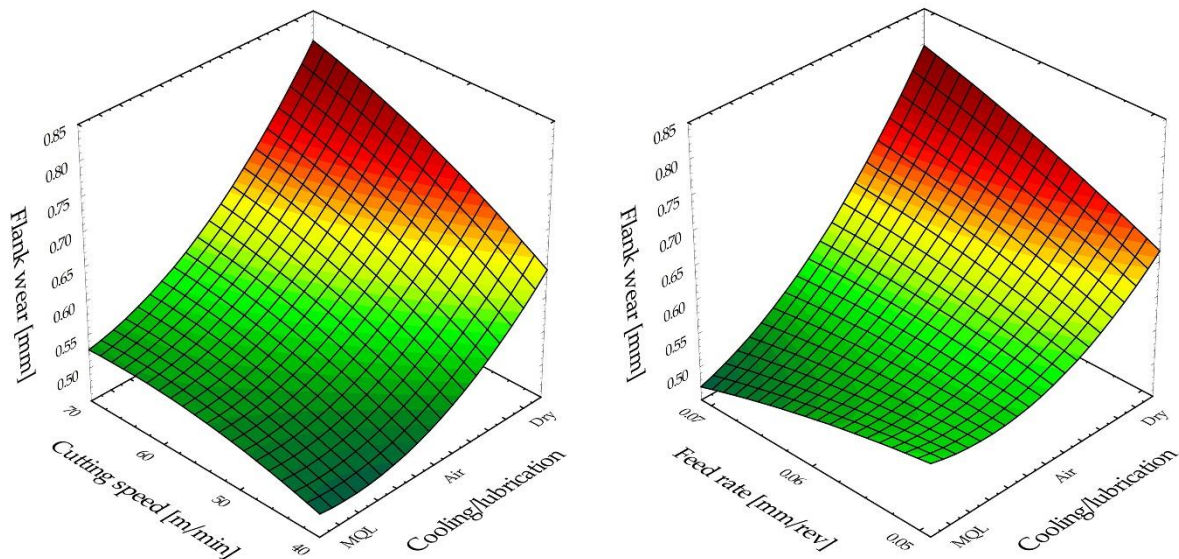 Flank wear [mm]
0.85
0.80
0.75
0.70
0.65
0.60
0.55
0.50
70
60
50
40
Cutting speed [m/min]
MQL
Air
Dry
Cooling/lubrication
Flank wear [mm]
0.85
0.80
0.75
0.70
0.65
0.60
0.55
0.50
0.07
0.06
0.05
Feed rate [mm/rev]
MQL
Air
Dry
Cooling/lubrication